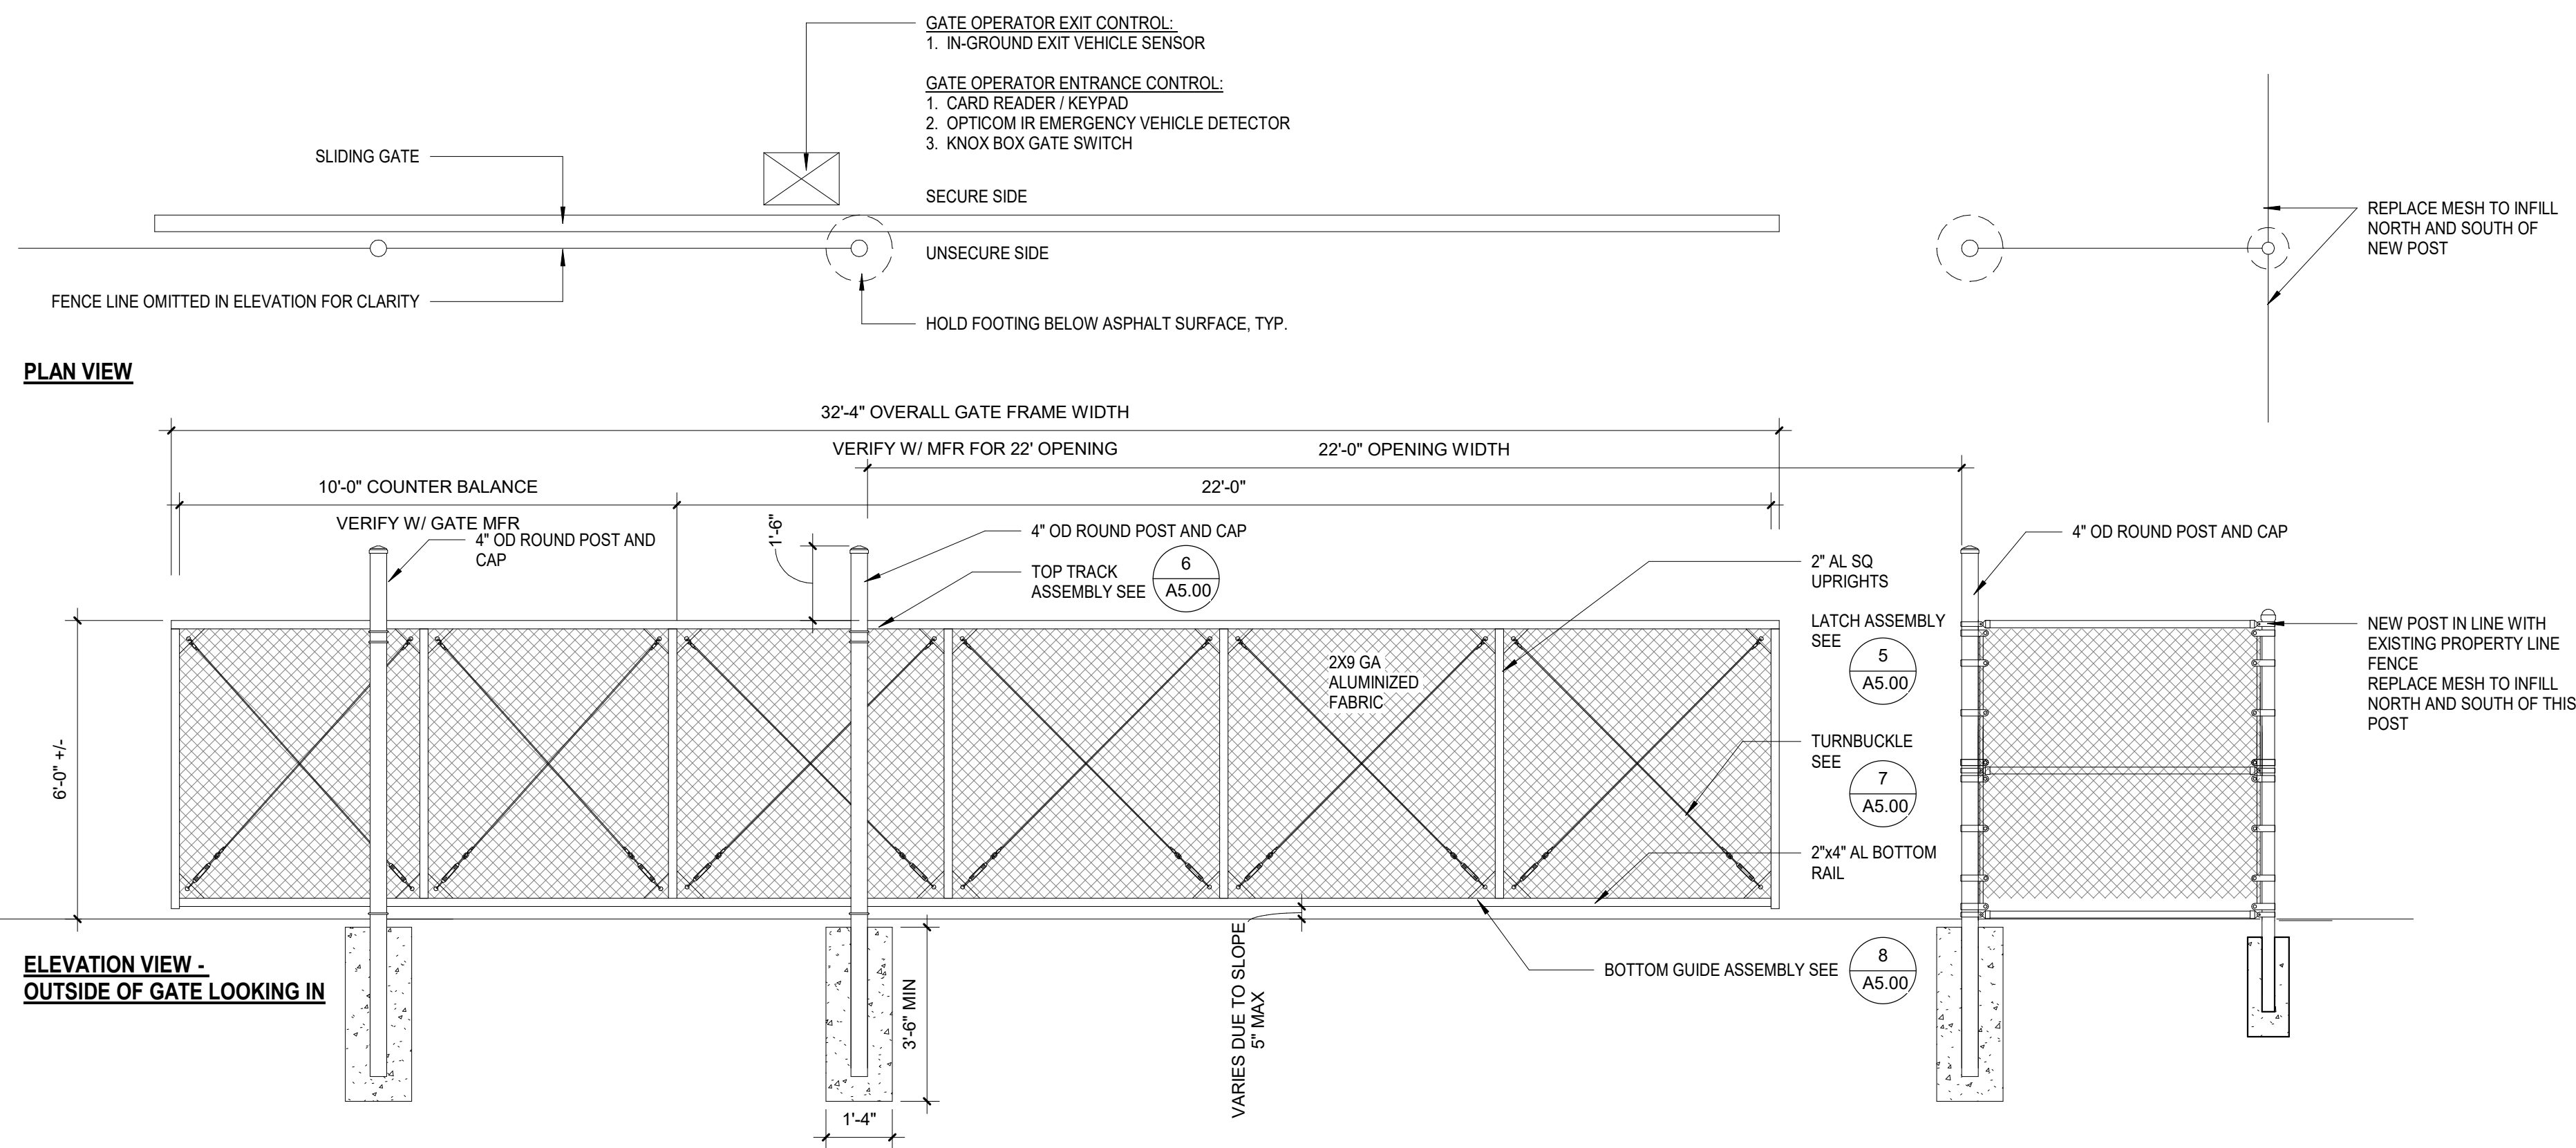 GATE OPERATOR EXIT CONTROL:
1. IN-GROUND EXIT VEHICLE SENSOR
GATE OPERATOR ENTRANCE CONTROL:
1. CARD READER / KEYPAD
2. OPTICOM IR EMERGENCY VEHICLE DETECTOR
3. KNOX BOX GATE SWITCH
SLIDING GATE
SECURE SIDE
UNSECURE SIDE
FENCE LINE OMITTED IN ELEVATION FOR CLARITY
HOLD FOOTING BELOW ASPHALT SURFACE, TYP.
REPLACE MESH TO INFILL
NORTH AND SOUTH OF
NEW POST
PLAN VIEW
32'-4" OVERALL GATE FRAME WIDTH
VERIFY W/ MFR FOR 22' OPENING
22'-0" OPENING WIDTH
10'-0" COUNTER BALANCE
VERIFY W/ GATE MFR
22'-0"
4" OD ROUND POST AND
CAP
1'-6"
4" OD ROUND POST AND CAP
TOP TRACK
ASSEMBLY SEE
6
A5.00
2" AL SQ
UPRIGHTS
4" OD ROUND POST AND CAP
LATCH ASSEMBLY
SEE
5
A5.00
NEW POST IN LINE WITH
EXISTING PROPERTY LINE
FENCE
REPLACE MESH TO INFILL
NORTH AND SOUTH OF THIS
POST
2X9 GA
ALUMINIZED
FABRIC
6'-0" +/-
TURNBUCKLE
SEE
7
A5.00
2"x4" AL BOTTOM
RAIL
BOTTOM GUIDE ASSEMBLY SEE
8
A5.00
VARIES DUE TO SLOPE
5" MAX
3'-6" MIN
1'-4"
ELEVATION VIEW -
OUTSIDE OF GATE LOOKING IN